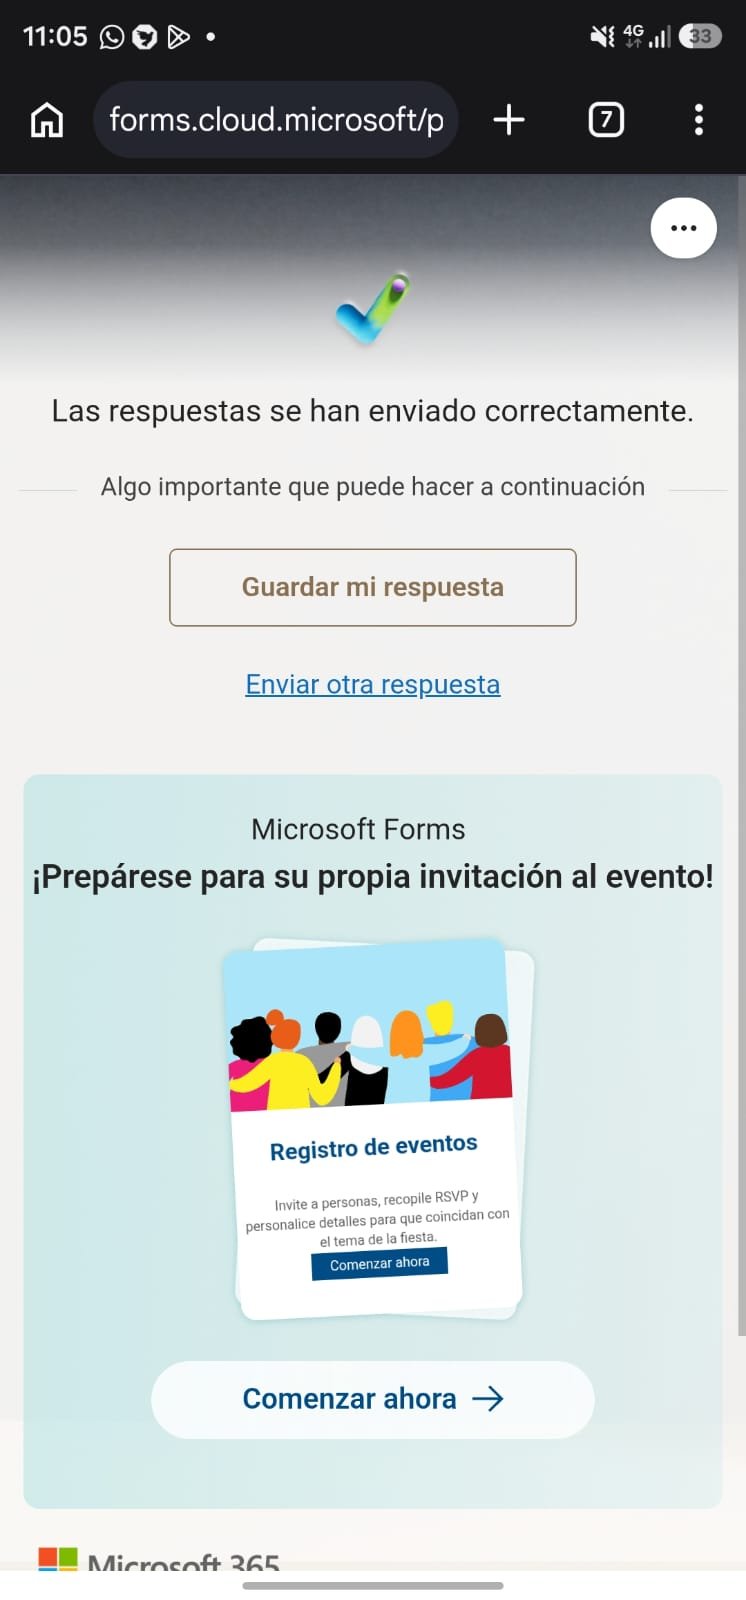 11:05
4G
33
forms.cloud.microsoft/p
7
Las respuestas se han enviado correctamente.
Algo importante que puede hacer a continuación
Guardar mi respuesta
Enviar otra respuesta
Microsoft Forms
¡Prepárese para su propia invitación al evento!
Registro de eventos
Invite a personas, recopile RSVP y
personalice detalles para que coincidan con
el tema de la fiesta.
Comenzar ahora
Comenzar ahora
Microsoft 365